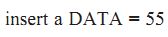 insert a DATA = 55